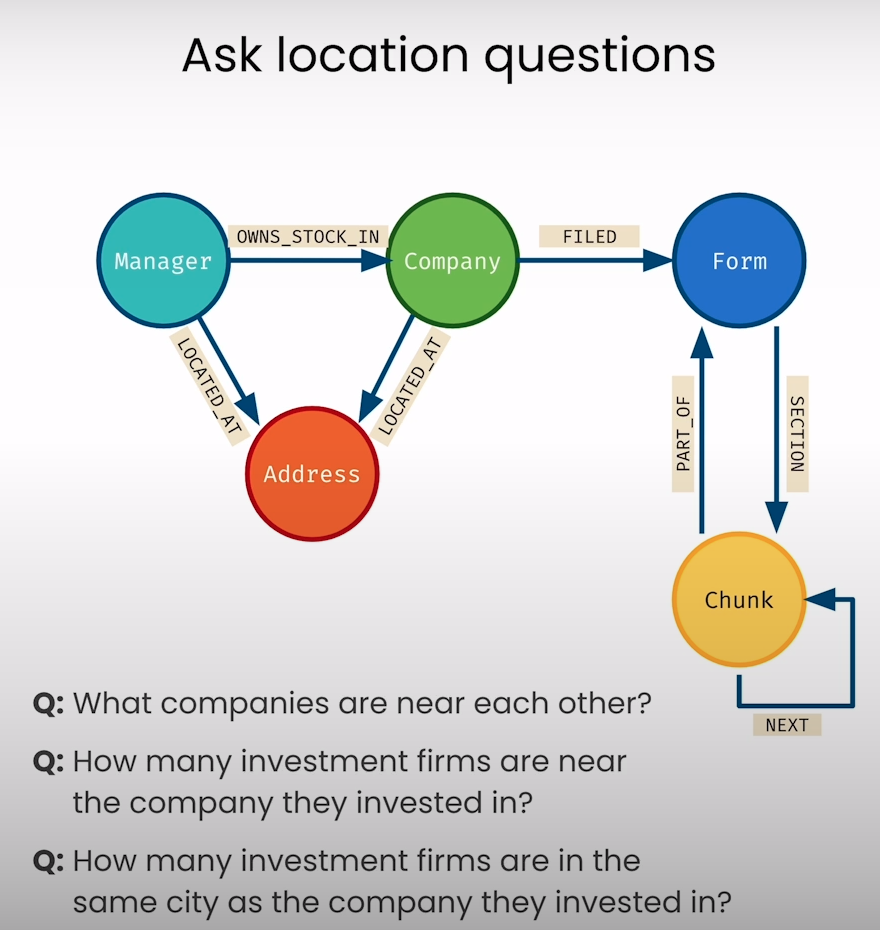 Ask location questions
OWNS_STOCK_IN
FILED
Manager
Company
Form
LOCATED_AT
LOCATED_AT
PART_OF
SECTION
Address
Chunk
NEXT
Q: What companies are near each other?
Q: How many investment firms are near
the company they invested in?
Q: How many investment firms are in the
same city as the company they invested in?